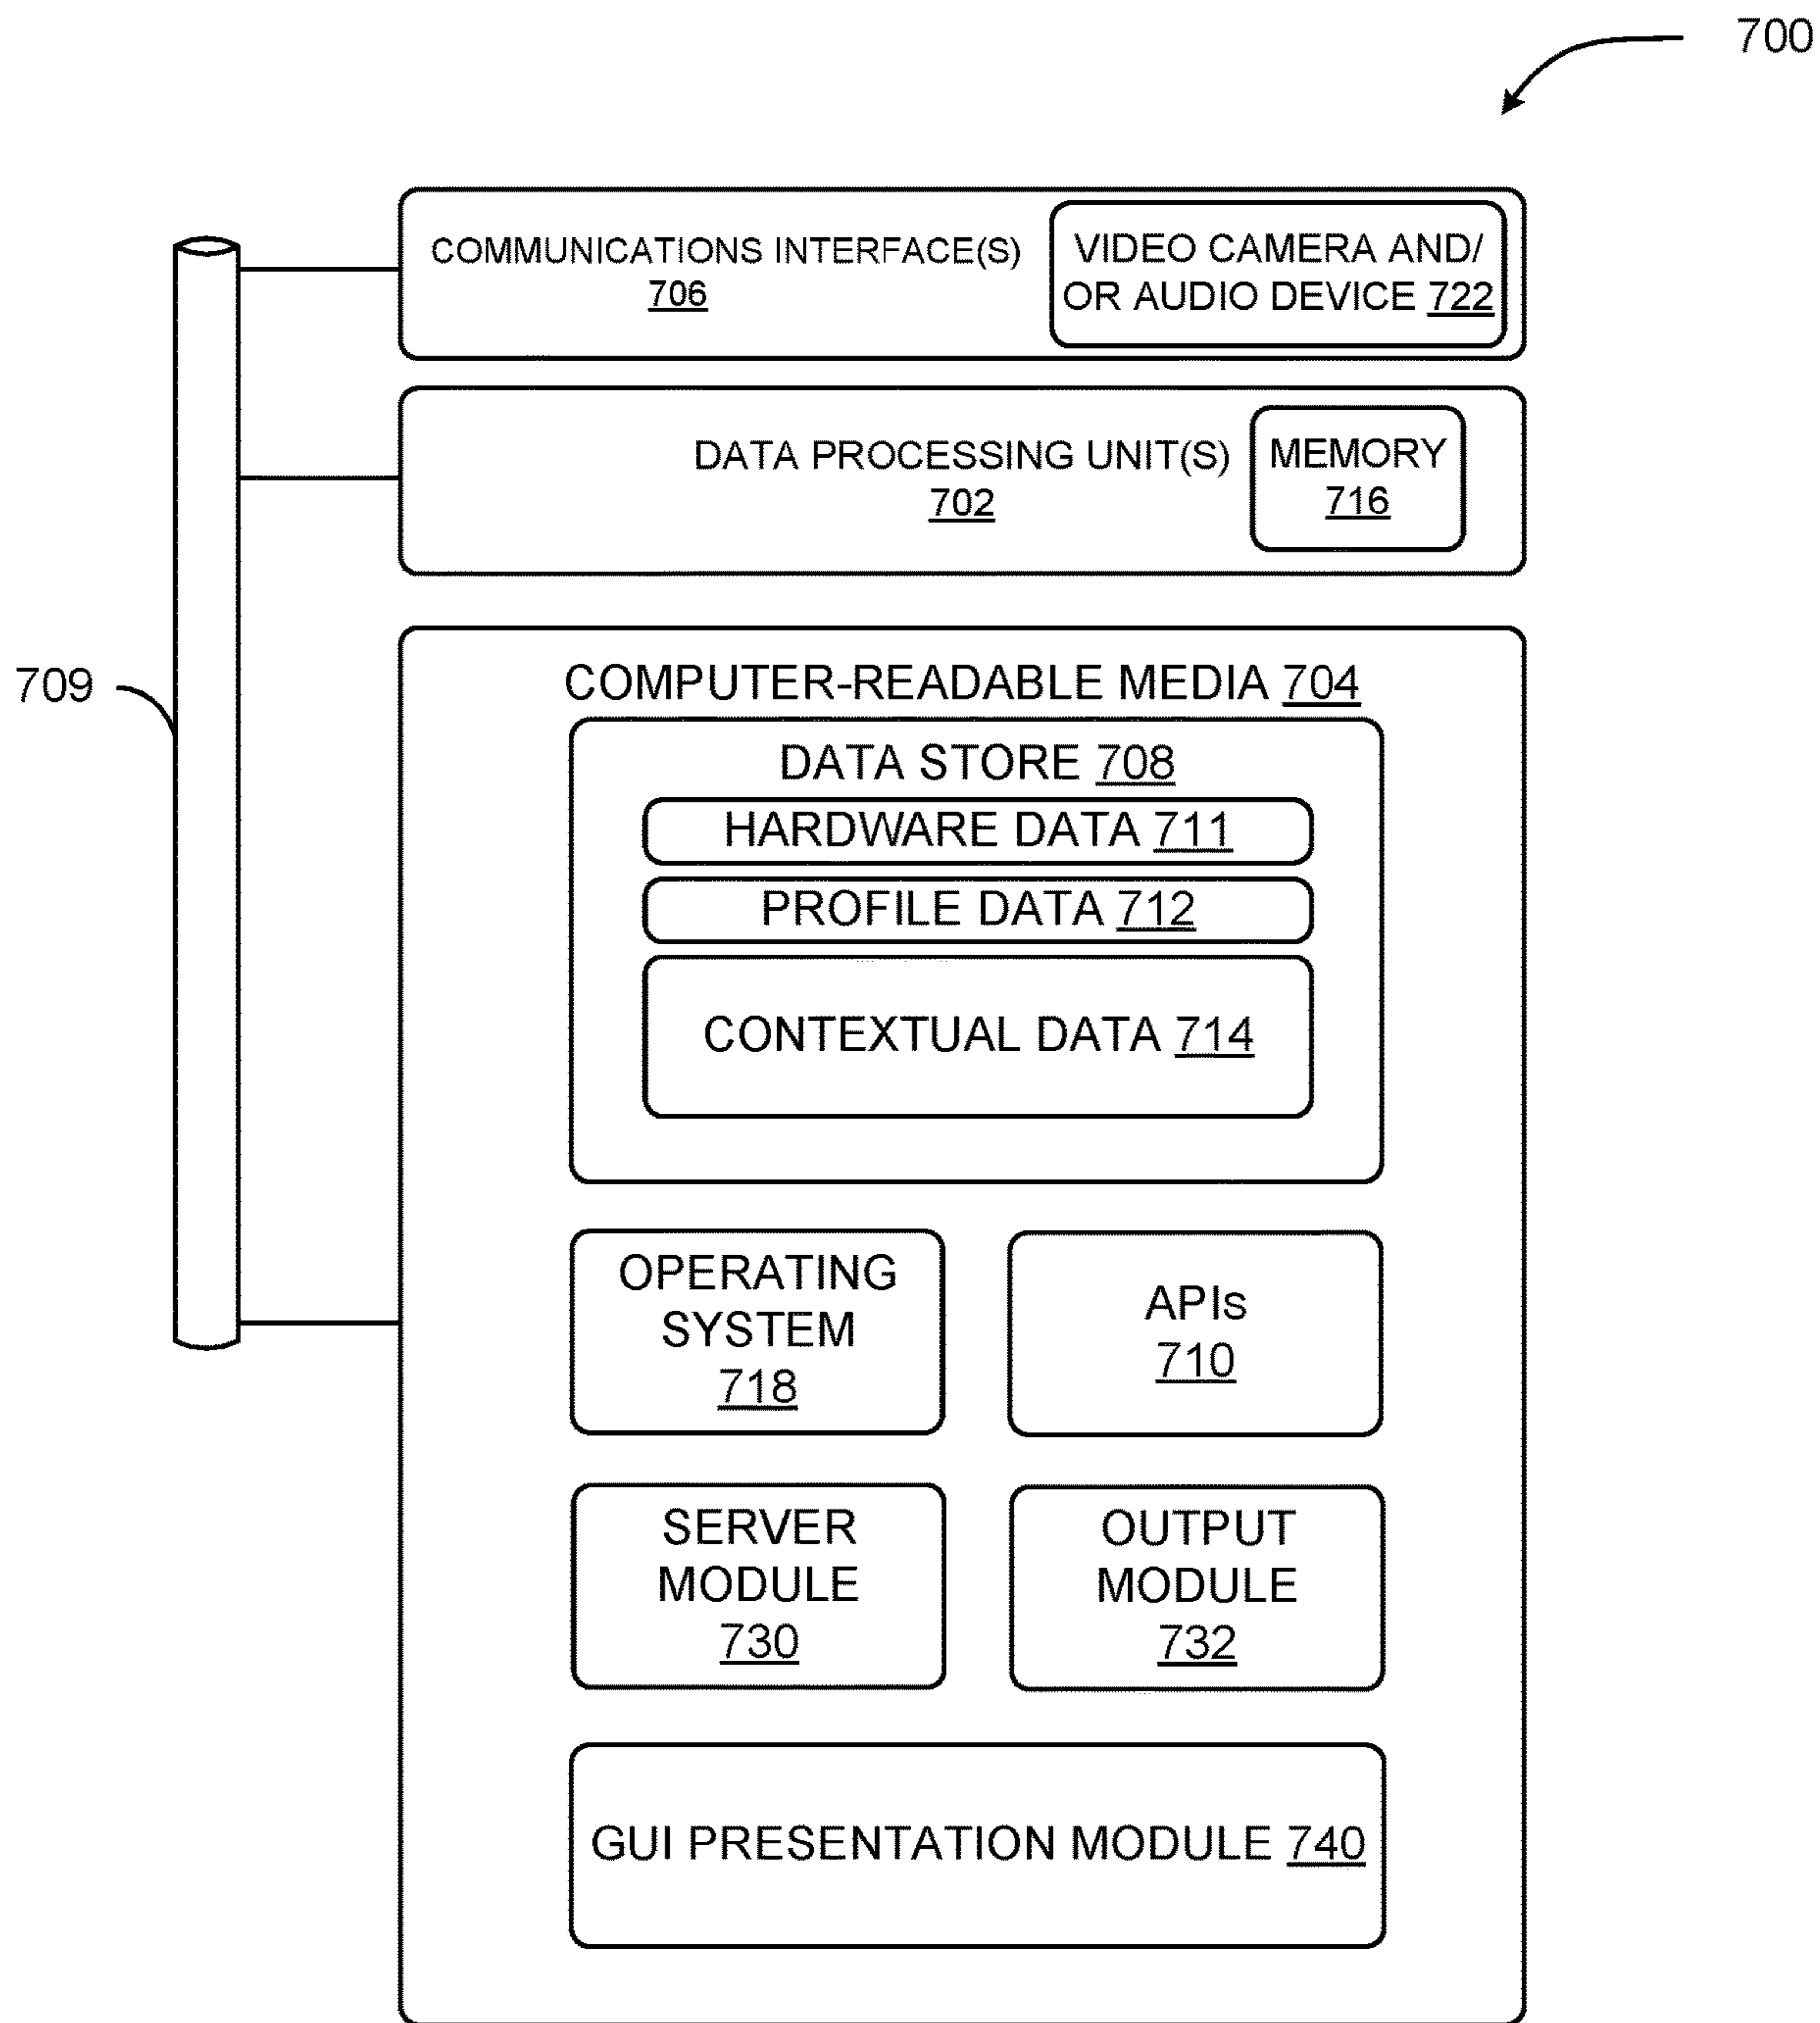 700
COMMUNICATIONS INTERFACE(S)
706
VIDEO CAMERA AND/
OR AUDIO DEVICE 722
DATA PROCESSING UNIT(S)
702
MEMORY
716
709
COMPUTER-READABLE MEDIA 704
DATA STORE 708
HARDWARE DATA 711
PROFILE DATA 712
CONTEXTUAL DATA 714
OPERATING
SYSTEM
718
APIs
710
SERVER
MODULE
730
OUTPUT
MODULE
732
GUI PRESENTATION MODULE 740